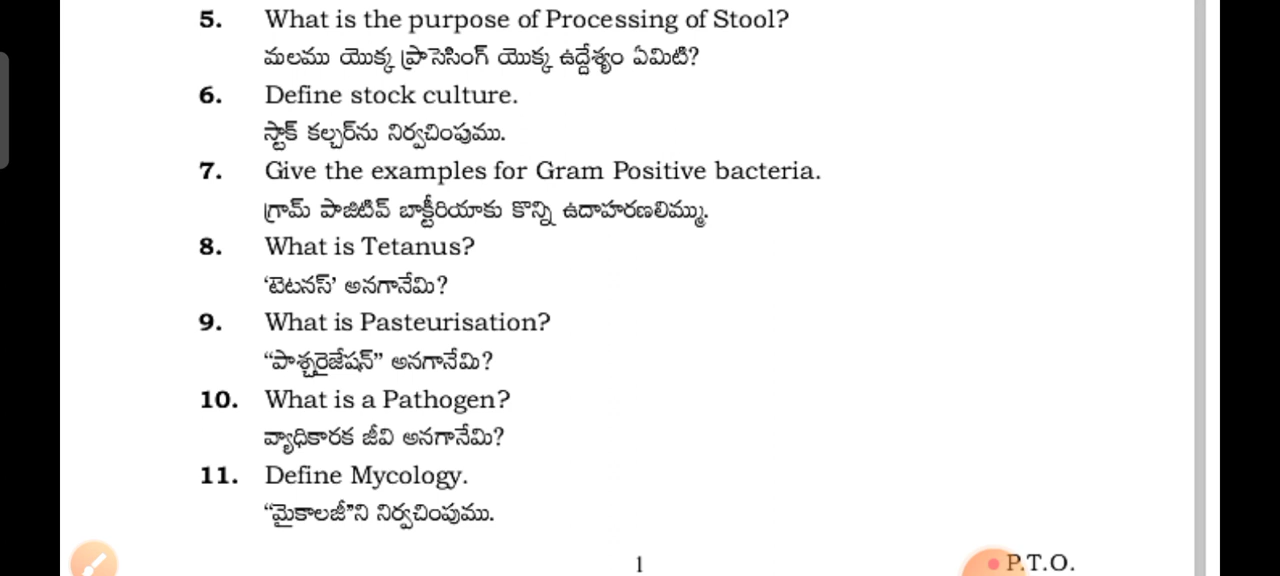 5. What is the purpose of Processing of Stool?
మలము యొక్క ప్రాసెసింగ్ యొక్క ఉద్దేశ్యం ఏమిటి?
6. Define stock culture.
స్టాక్ కల్చర్‌ను నిర్వచింపుము.
7. Give the examples for Gram Positive bacteria.
గ్రామ్ పాజిటివ్ బాక్టీరియాకు కొన్ని ఉదాహరణలిమ్ము.
8. What is Tetanus?
‘టెటనస్’ అనగానేమి?
9. What is Pasteurisation?
“పాశ్చరైజేషన్” అనగానేమి?
10. What is a Pathogen?
వ్యాధికారక జీవి అనగానేమి?
11. Define Mycology.
“మైకాలజీ”ని నిర్వచింపుము.
1 P.T.O.